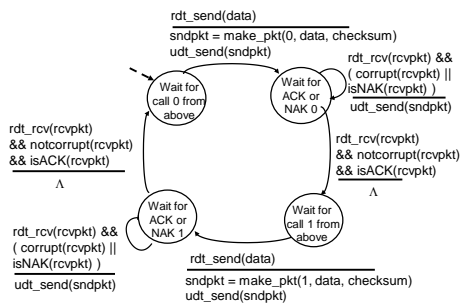 rdt_send(data)
sndpkt = make_pkt(0, data, checksum)
udt_send(sndpkt)
Wait for
call 0 from
above
Wait for
ACK or
NAK 0
rdt_rcv(rcvpkt) &&
( corrupt(rcvpkt) ||
isNAK(rcvpkt) )
udt_send(sndpkt)
rdt_rcv(rcvpkt)
&& notcorrupt(rcvpkt)
&& isACK(rcvpkt)
Λ
rdt_rcv(rcvpkt)
&& notcorrupt(rcvpkt)
&& isACK(rcvpkt)
Λ
Wait for
ACK or
NAK 1
Wait for
call 1 from
above
rdt_rcv(rcvpkt) &&
( corrupt(rcvpkt) ||
isNAK(rcvpkt) )
udt_send(sndpkt)
rdt_send(data)
sndpkt = make_pkt(1, data, checksum)
udt_send(sndpkt)